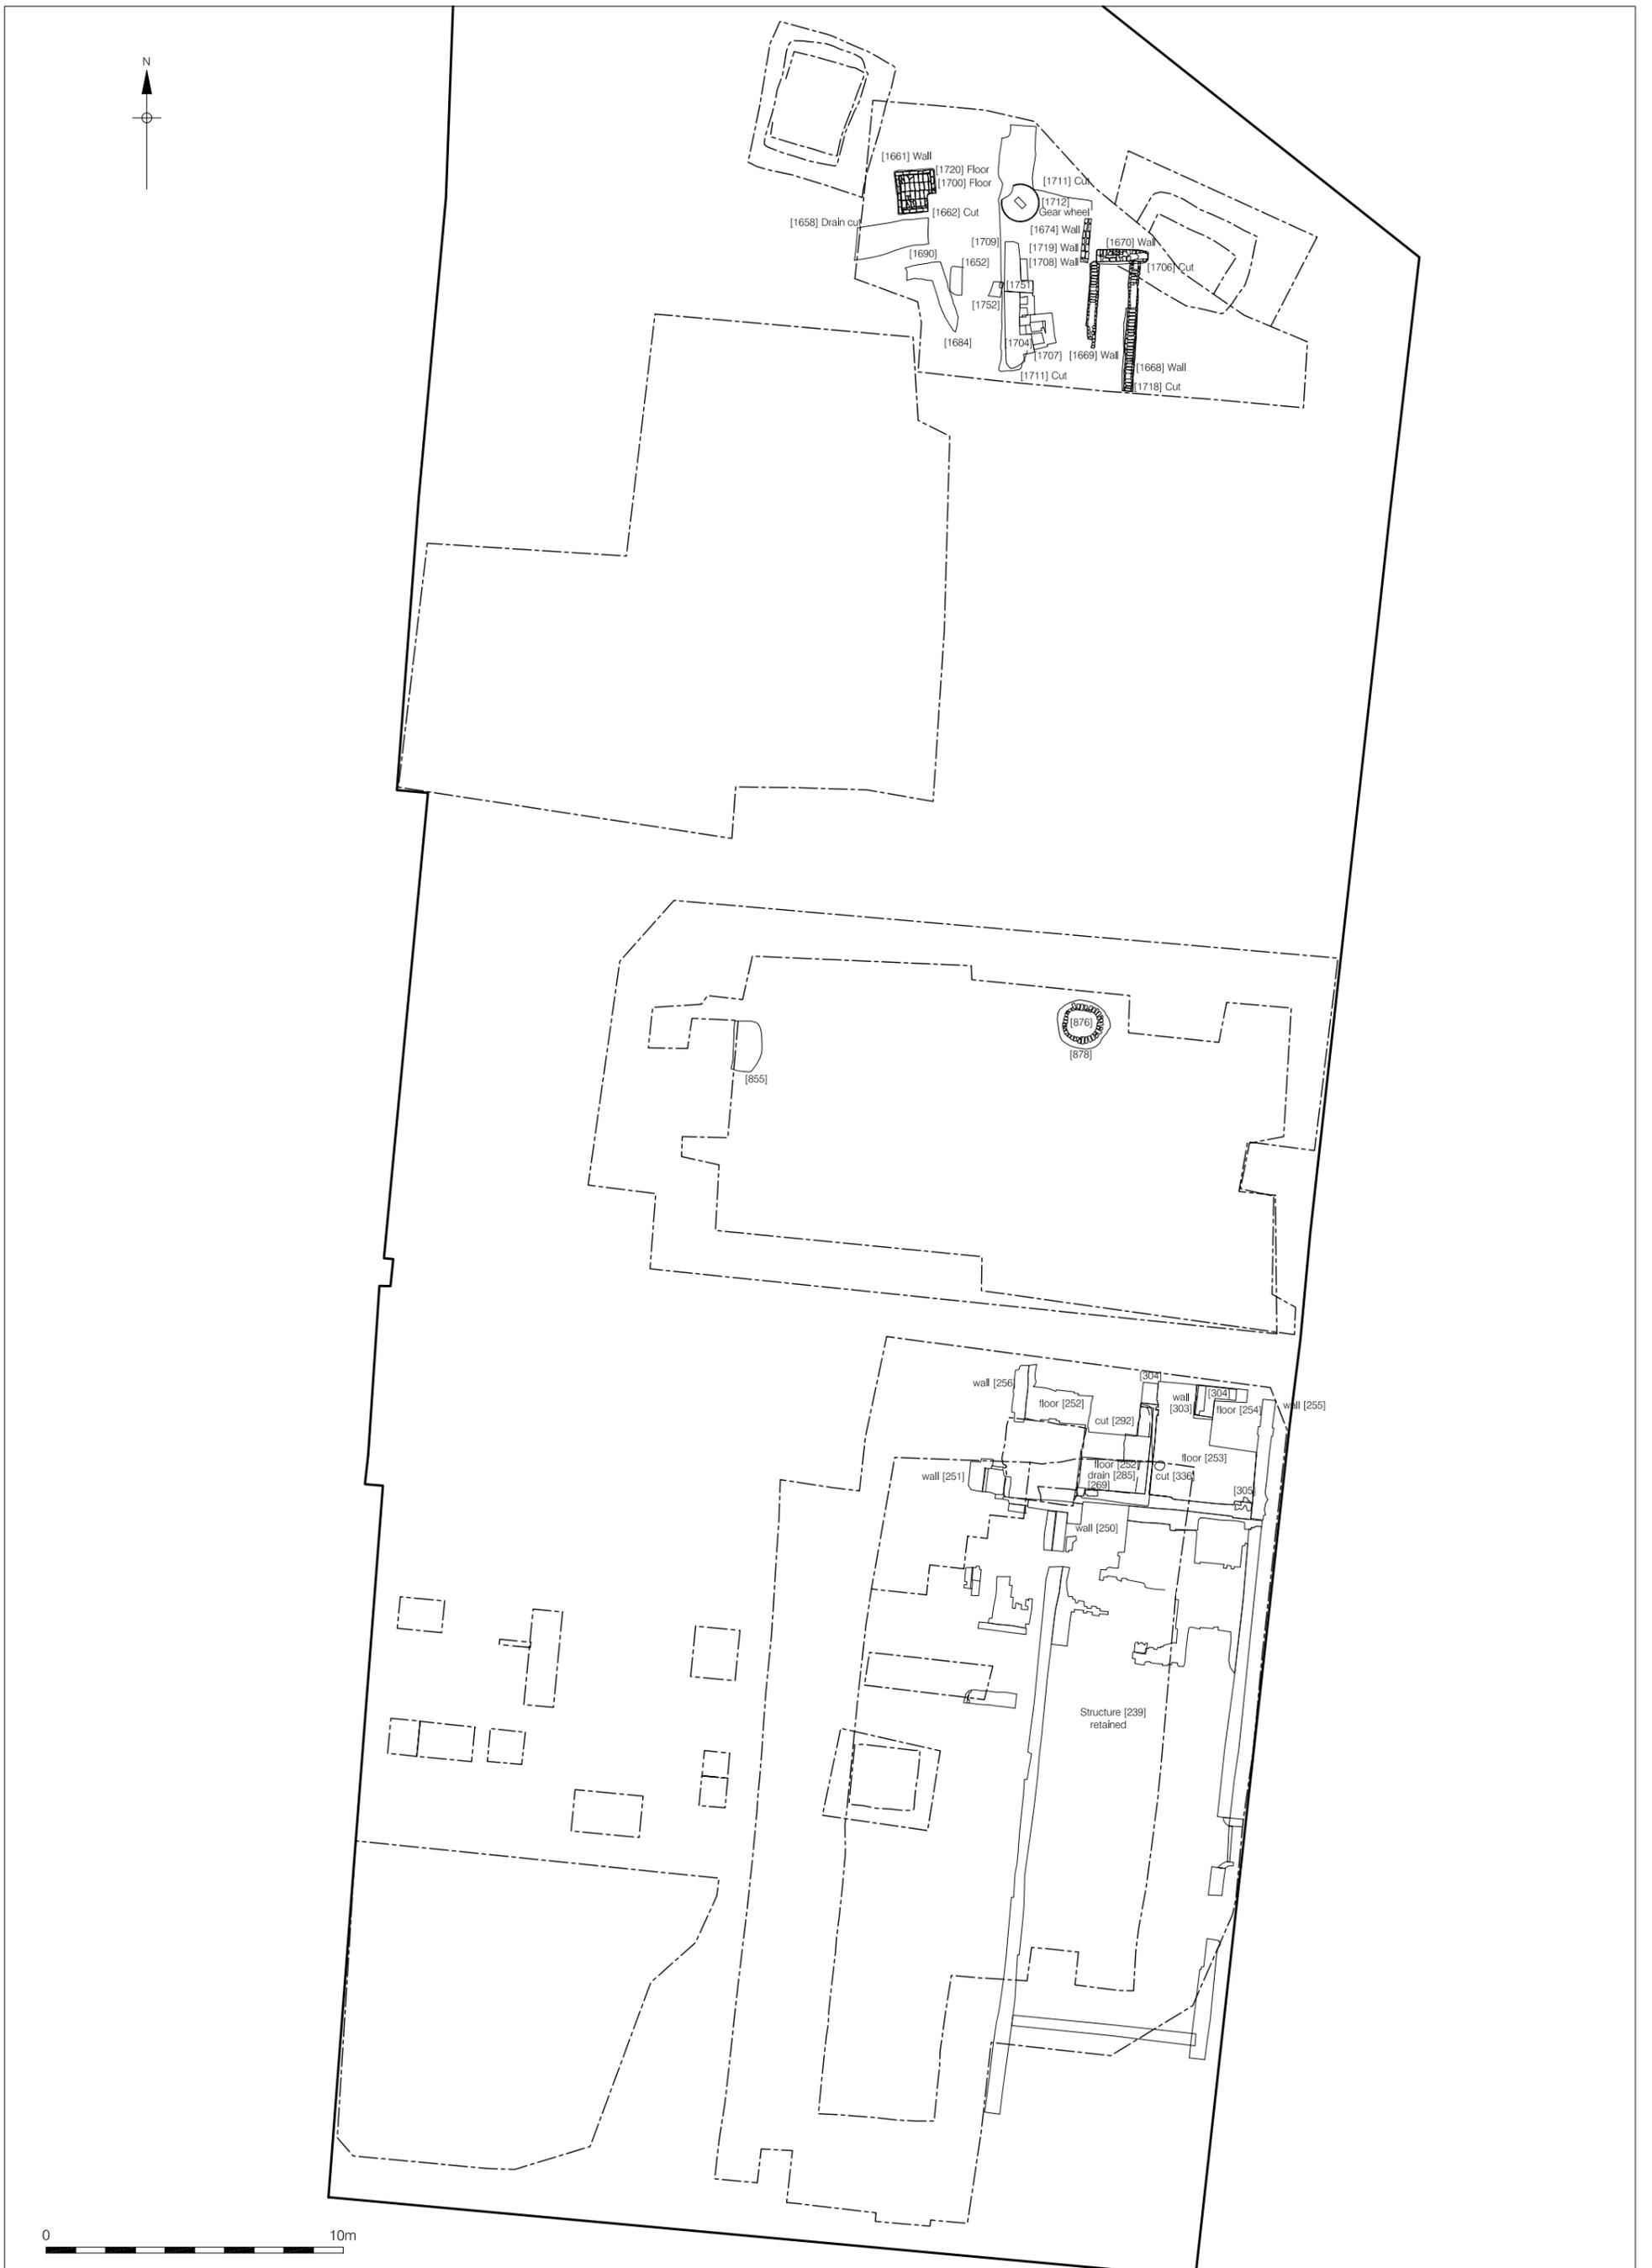 N
[1661] Wall
[1720] Floor
[1700] Floor
[1711] Cut
[1712]
Gear wheel
[1662] Cut
[1658] Drain cut
[1674] Wall
[1709]
[1719] Wall
[1670] Wall
[1690]
[1652]
[1708] Wall
[1706] Cut
[1751]
[1752]
[1684]
[1704]
[1707]
[1669] Wall
[1668] Wall
[1711] Cut
[1718] Cut
[876]
[878]
[855]
wall [256]
[304]
wall
[303]
[304]
floor [252]
floor [254]
wall [255]
cut [292]
floor [253]
floor [252]
wall [251]
drain [285]
cut [336]
[269]
[305]
wall [250]
Structure [239]
retained
0
10m